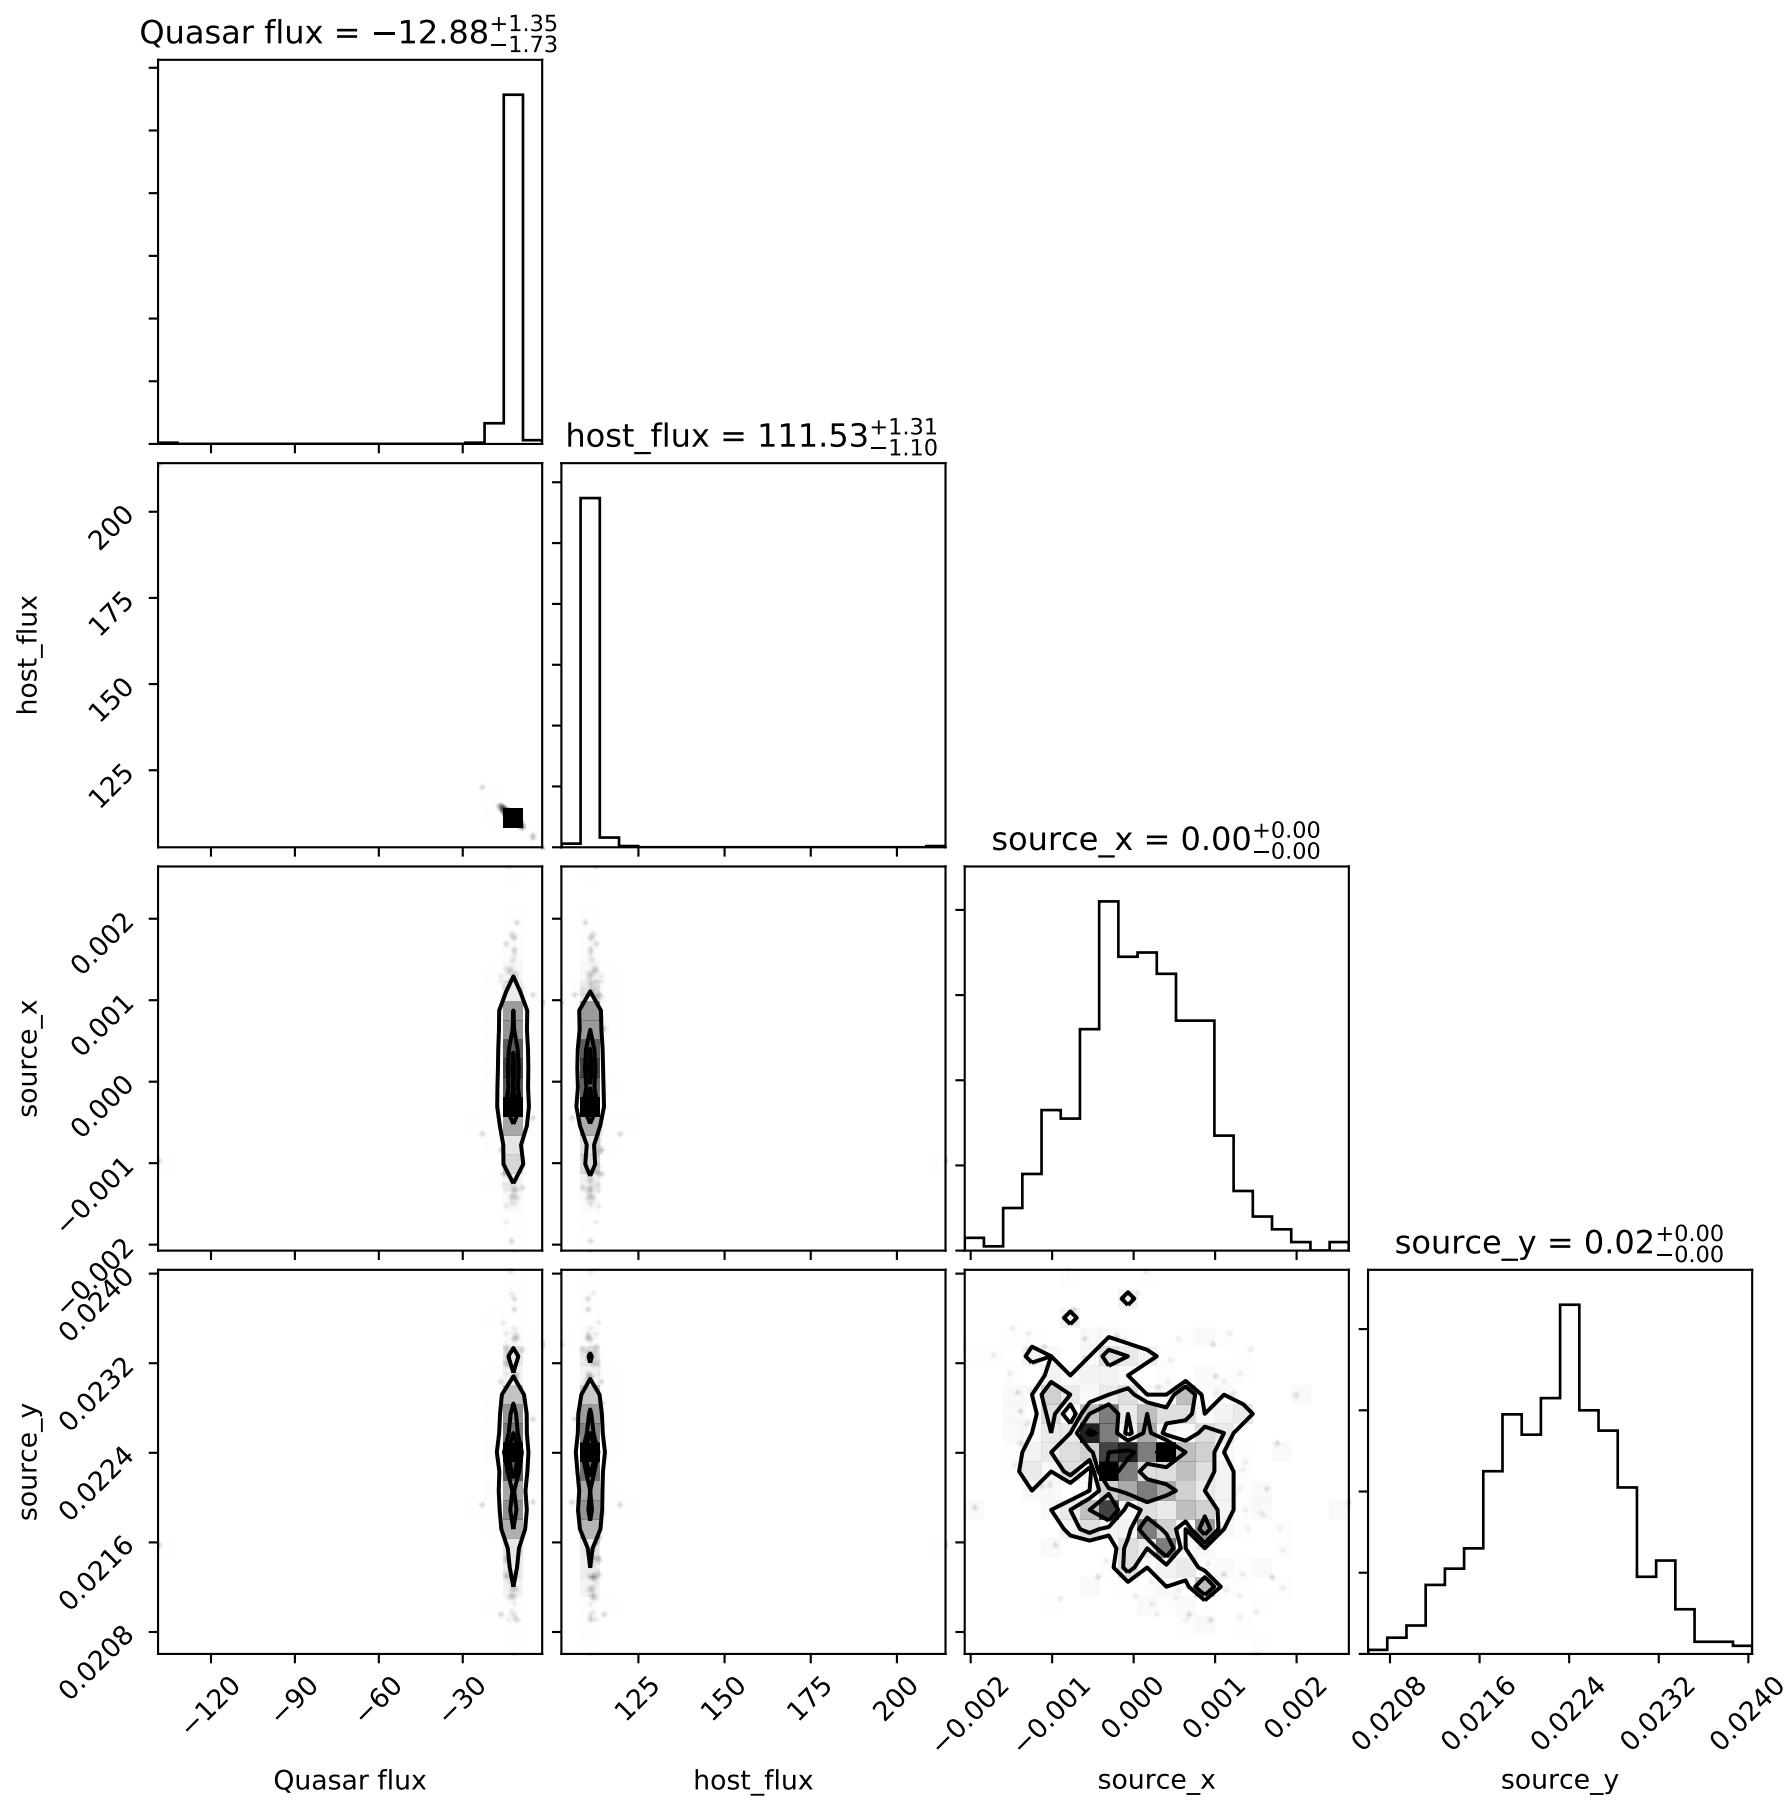 Quasar flux = −12.88+1.35−1.73
host_flux = 111.53+1.31−1.10
200
175
150
125
host_flux
source_x = 0.00+0.00−0.00
0.002
0.001
0.000
−0.001
−0.002
source_x
source_y = 0.02+0.00−0.00
0.0240
0.0232
0.0224
0.0216
0.0208
source_y
−120 −90 −60 −30 125 150 175 200 −0.002 −0.001 0.000 0.001 0.002 0.0208 0.0216 0.0224 0.0232 0.0240
Quasar flux host_flux source_x source_y